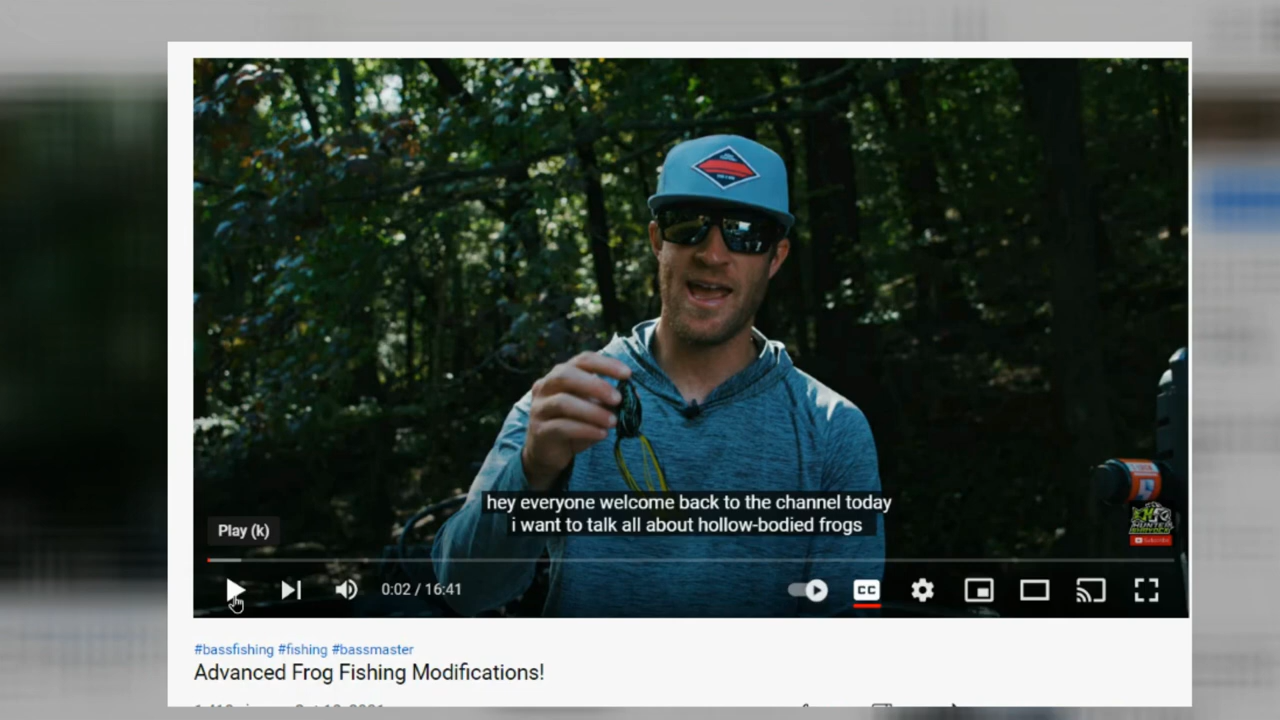 hey everyone welcome back to the channel today
i want to talk all about hollow-bodied frogs
Play (k)
0:02 / 16:41
CC
#bassfishing #fishing #bassmaster
Advanced Frog Fishing Modifications!